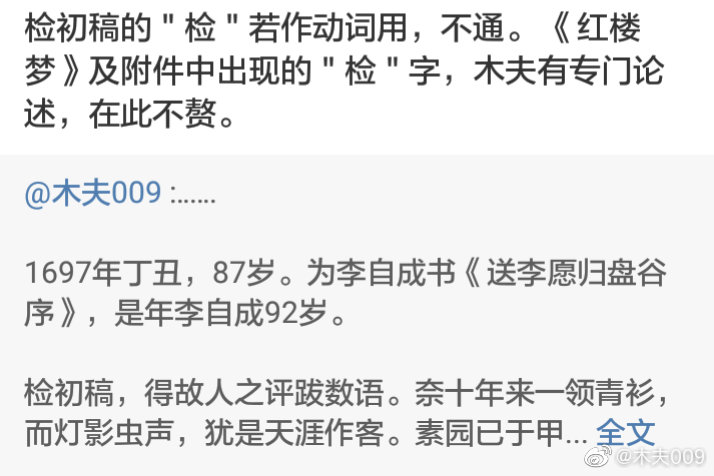 检初稿的＂检＂若作动词用，不通。《红楼
梦》及附件中出现的＂检＂字，木夫有专门论
述，在此不赘。
@木夫009 :......
1697年丁丑，87岁。为李自成书《送李愿归盘谷
序》，是年李自成92岁。
检初稿，得故人之评跋数语。奈十年来一领青衫，
而灯影虫声，犹是天涯作客。素园已于甲... 全文
@木夫009